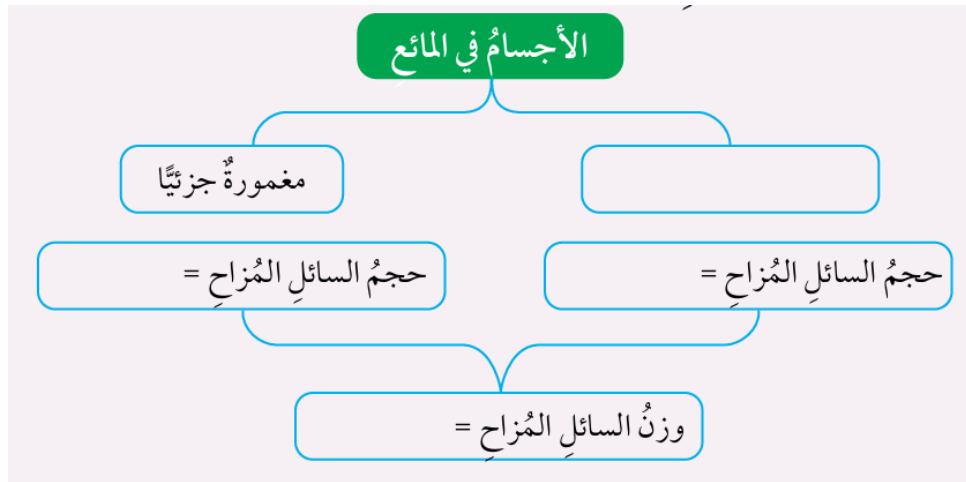 الأجسامُ في المائعِ
مغمورةٌ جزئيًّا
حجمُ السائلِ المُزاحِ =
حجمُ السائلِ المُزاحِ =
وزنُ السائلِ المُزاحِ =